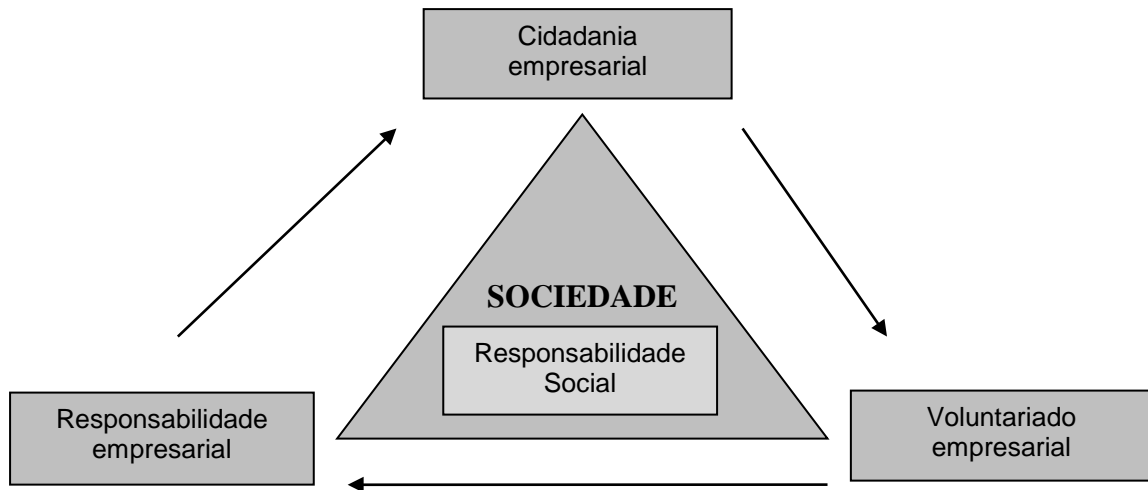 Cidadania
empresarial
SOCIEDADE
Responsabilidade
Social
Responsabilidade
empresarial
Voluntariado
empresarial